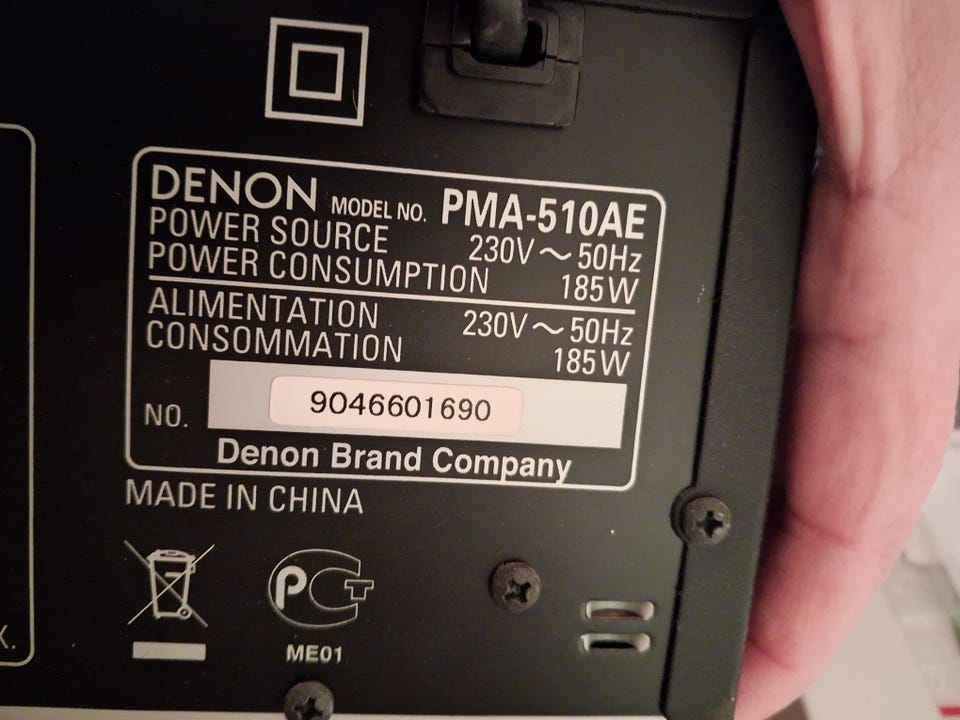 DENON MODEL NO. PMA-510AE
POWER SOURCE 230V ~ 50Hz
POWER CONSUMPTION 185W
ALIMENTATION 230V ~ 50Hz
CONSOMMATION 185W
NO. 9046601690
Denon Brand Company
MADE IN CHINA
PCT
ME01
X.